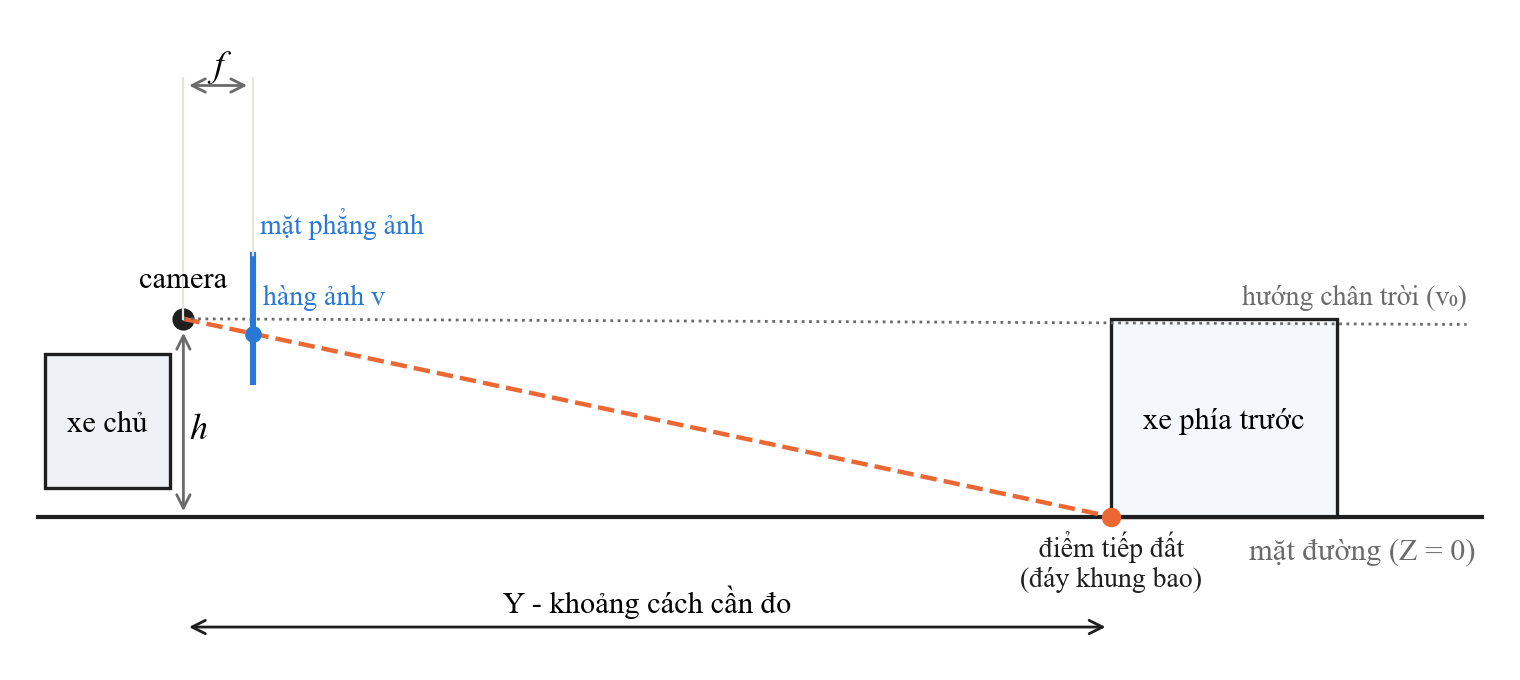 f
mặt phẳng ảnh
camera
hàng ảnh v
hướng chân trời (v₀)
xe chủ
h
xe phía trước
điểm tiếp đất
(đáy khung bao)
mặt đường (Z = 0)
Y - khoảng cách cần đo